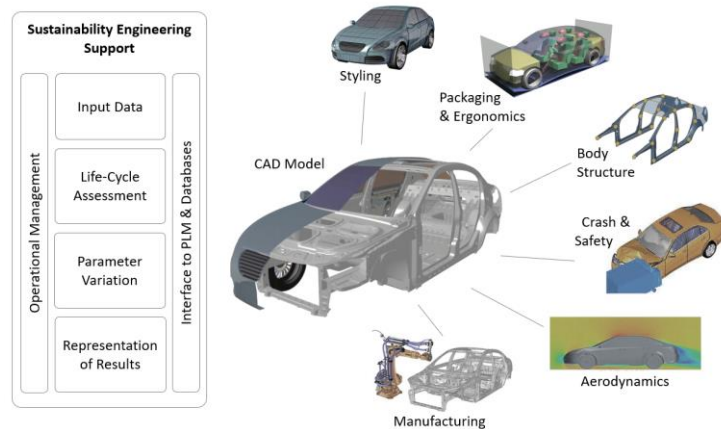 Sustainability Engineering
Support
Operational Management
Input Data
Life-Cycle
Assessment
Parameter
Variation
Representation
of Results
Interface to PLM & Databases
Styling
Packaging
& Ergonomics
CAD Model
Body
Structure
Crash &
Safety
Aerodynamics
Manufacturing